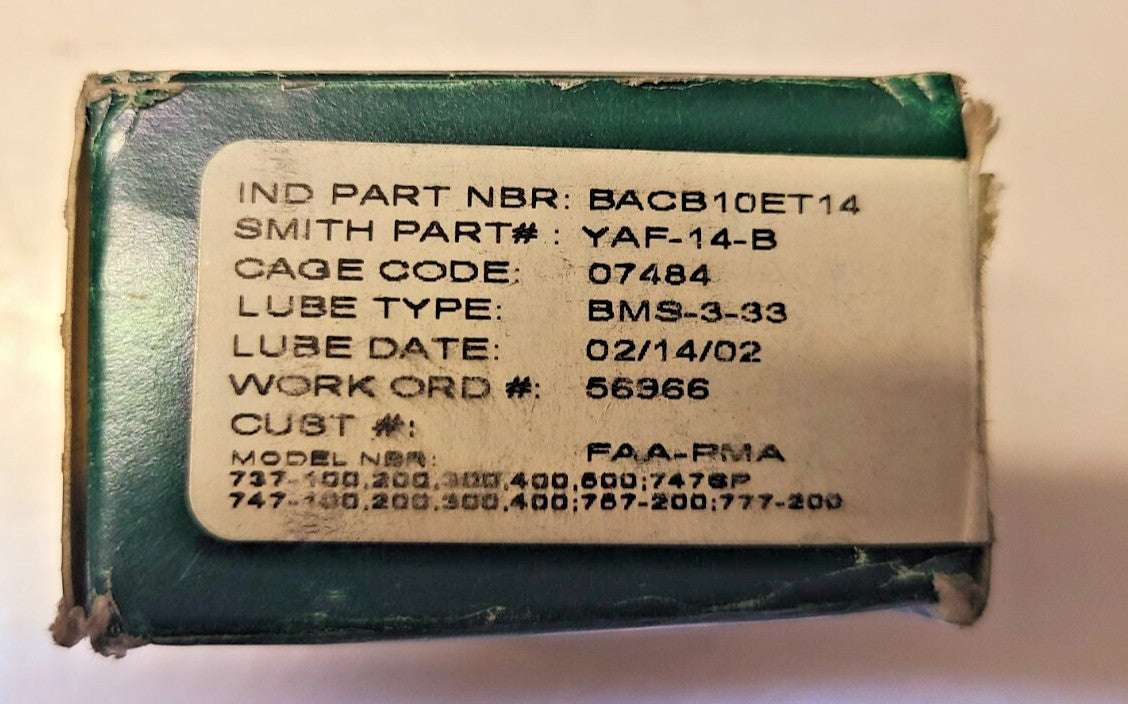 IND PART NBR: BACB10ET14
SMITH PART# : YAF-14-B
CAGE CODE: 07484
LUBE TYPE: BMS-3-33
LUBE DATE: 02/14/02
WORK ORD #: 56966
CUST #:
MODEL NBR: FAA-PMA
737-100,200,300,400,500;747SP
747-100,200,300,400;767-200;777-200